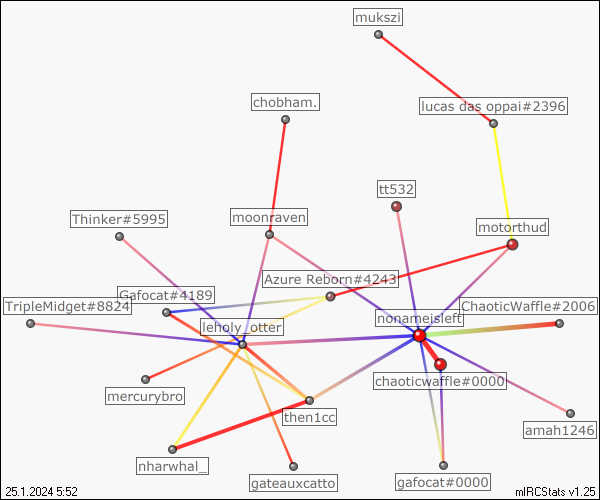 mukszi
lucas das oppai#2396
chobham.
tt532
Thinker#5995
moonraven
motorthud
Azure Reborn#4243
Gafocat#4189
TripleMidget#8824
ChaoticWaffle#2006
nonameisleft
leholy_otter
chaoticwaffle#0000
mercurybro
then1cc
amah1246
nharwhal_
gateauxcatto
gafocat#0000
25.1.2024 5:52
mIRCStats v1.25